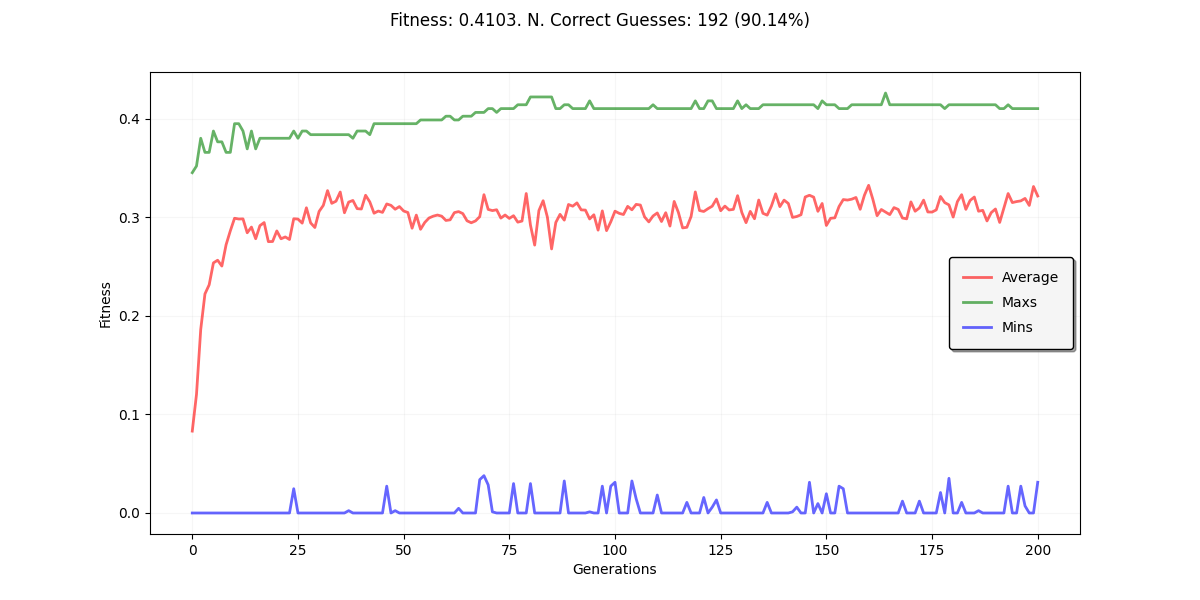 Fitness: 0.4103. N. Correct Guesses: 192 (90.14%)
0.4
0.3
0.2
0.1
0.0
Fitness
Average
Maxs
Mins
0 25 50 75 100 125 150 175 200
Generations